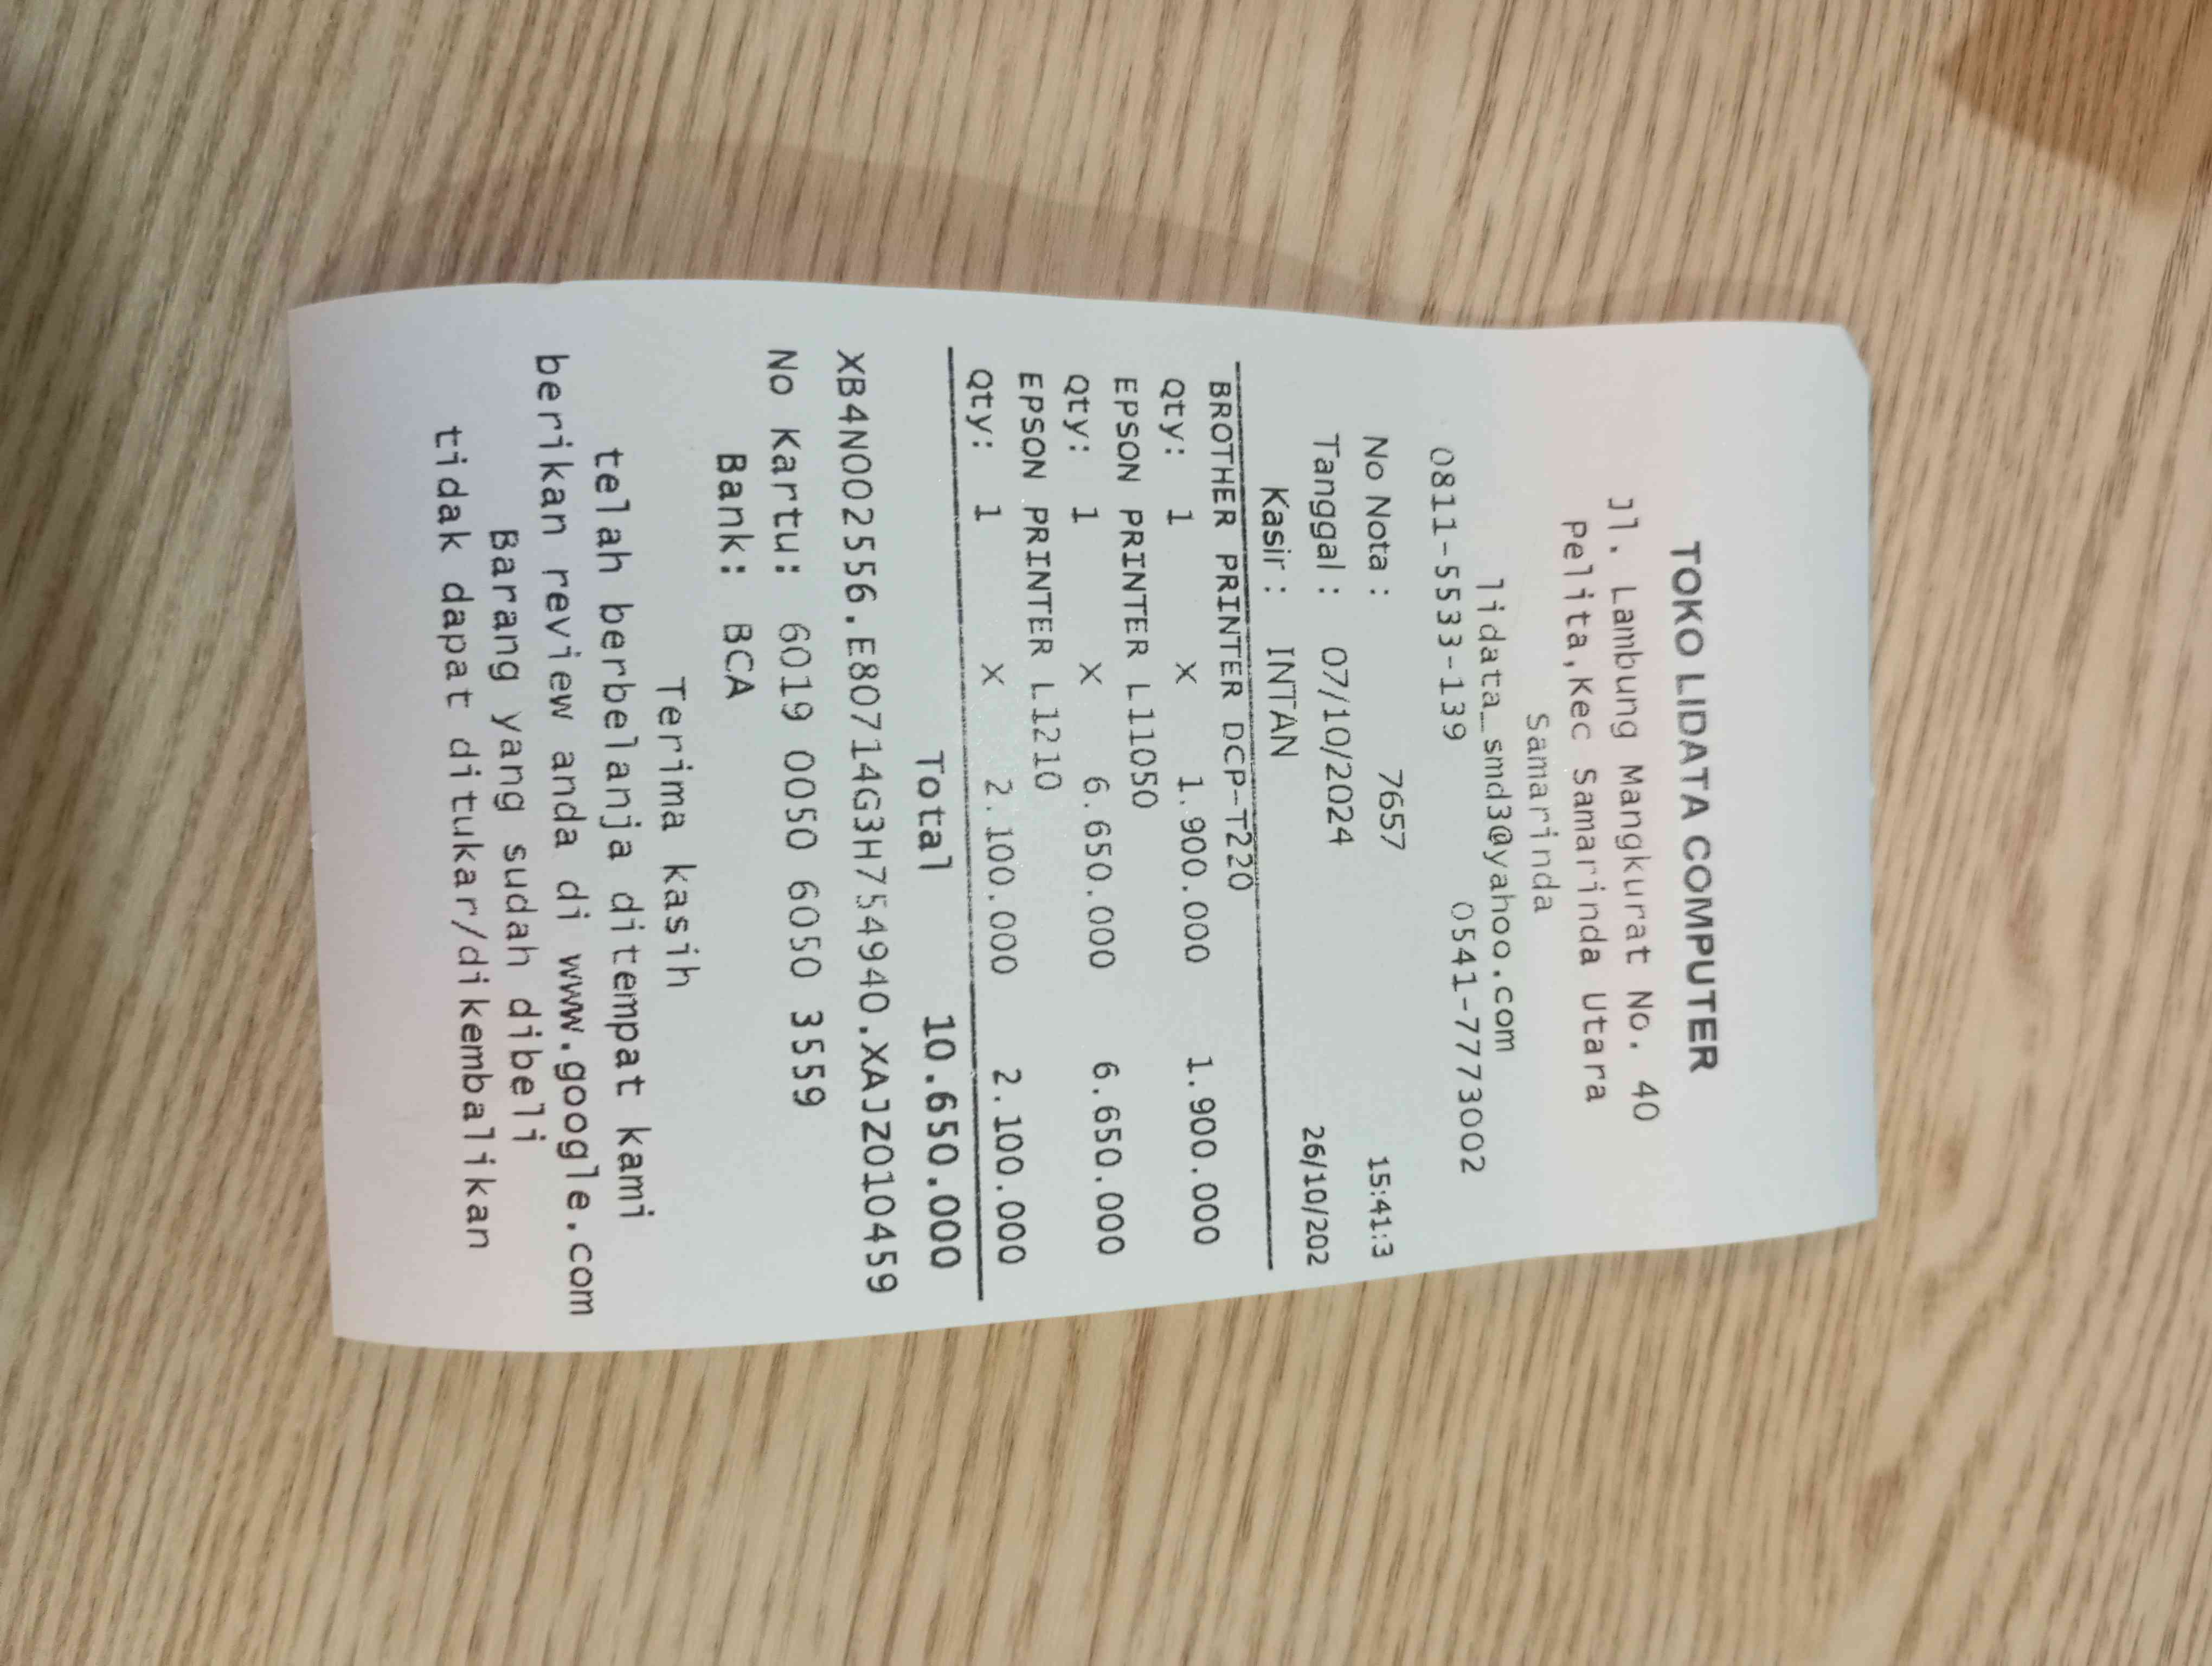 TOKO LIDATA COMPUTER
Jl. Lambung Mangkurat No. 40
Pelita,Kec Samarinda Utara
Samarinda
lidata_smd3@yahoo.com
0811-5533-139 0541-7773002
No Nota : 7657 15:41:3
Tanggal : 07/10/2024 26/10/202
Kasir : INTAN
BROTHER PRINTER DCP-T220
Qty: 1 X 1.900.000 1.900.000
EPSON PRINTER L11050
Qty: 1 X 6.650.000 6.650.000
EPSON PRINTER L1210
Qty: 1 X 2.100.000 2.100.000
Total 10.650.000
XB4N002556.E80714G3H754940.XAJZ010459
No Kartu: 6019 0050 6050 3559
Bank: BCA
Terima kasih
telah berbelanja ditempat kami
berikan review anda di www.google.com
Barang yang sudah dibeli
tidak dapat ditukar/dikembalikan